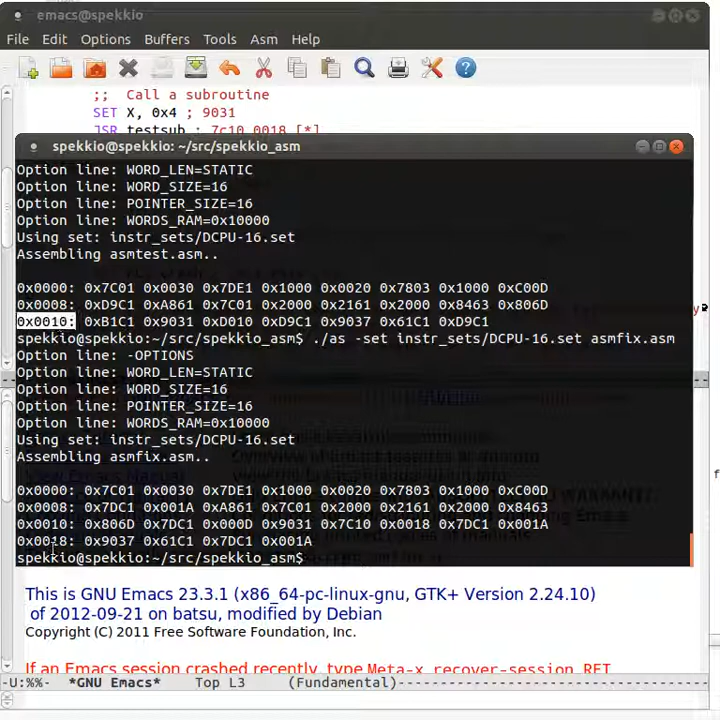 emacs@spekkio
File Edit Options Buffers Tools Asm Help
;; Call a subroutine
SET X, 0x4 ; 9031
JSR testsub ; 7c10 0018 [*]
spekkio@spekkio: ~/src/spekkio_asm
Option line: WORD_LEN=STATIC
Option line: WORD_SIZE=16
Option line: POINTER_SIZE=16
Option line: WORDS_RAM=0x10000
Using set: instr_sets/DCPU-16.set
Assembling asmtest.asm..
0x0000: 0x7C01 0x0030 0x7DE1 0x1000 0x0020 0x7803 0x1000 0xC00D
0x0008: 0xD9C1 0xA861 0x7C01 0x2000 0x2161 0x2000 0x8463 0x806D
0x0010: 0xB1C1 0x9031 0xD010 0xD9C1 0x9037 0x61C1 0xD9C1
spekkio@spekkio:~/src/spekkio_asm$ ./as -set instr_sets/DCPU-16.set asmfix.asm
Option line: -OPTIONS
Option line: WORD_LEN=STATIC
Option line: WORD_SIZE=16
Option line: POINTER_SIZE=16
Option line: WORDS_RAM=0x10000
Using set: instr_sets/DCPU-16.set
Assembling asmfix.asm..
0x0000: 0x7C01 0x0030 0x7DE1 0x1000 0x0020 0x7803 0x1000 0xC00D
0x0008: 0x7DC1 0x001A 0xA861 0x7C01 0x2000 0x2161 0x2000 0x8463
0x0010: 0x806D 0x7DC1 0x000D 0x9031 0x7C10 0x0018 0x7DC1 0x001A
0x0018: 0x9037 0x61C1 0x7DC1 0x001A
spekkio@spekkio:~/src/spekkio_asm$
This is GNU Emacs 23.3.1 (x86_64-pc-linux-gnu, GTK+ Version 2.24.10)
of 2012-09-21 on batsu, modified by Debian
Copyright (C) 2011 Free Software Foundation, Inc.
If an Emacs session crashed recently, type Meta-x recover-session RET
-U:%%- *GNU Emacs* Top L3 (Fundamental)